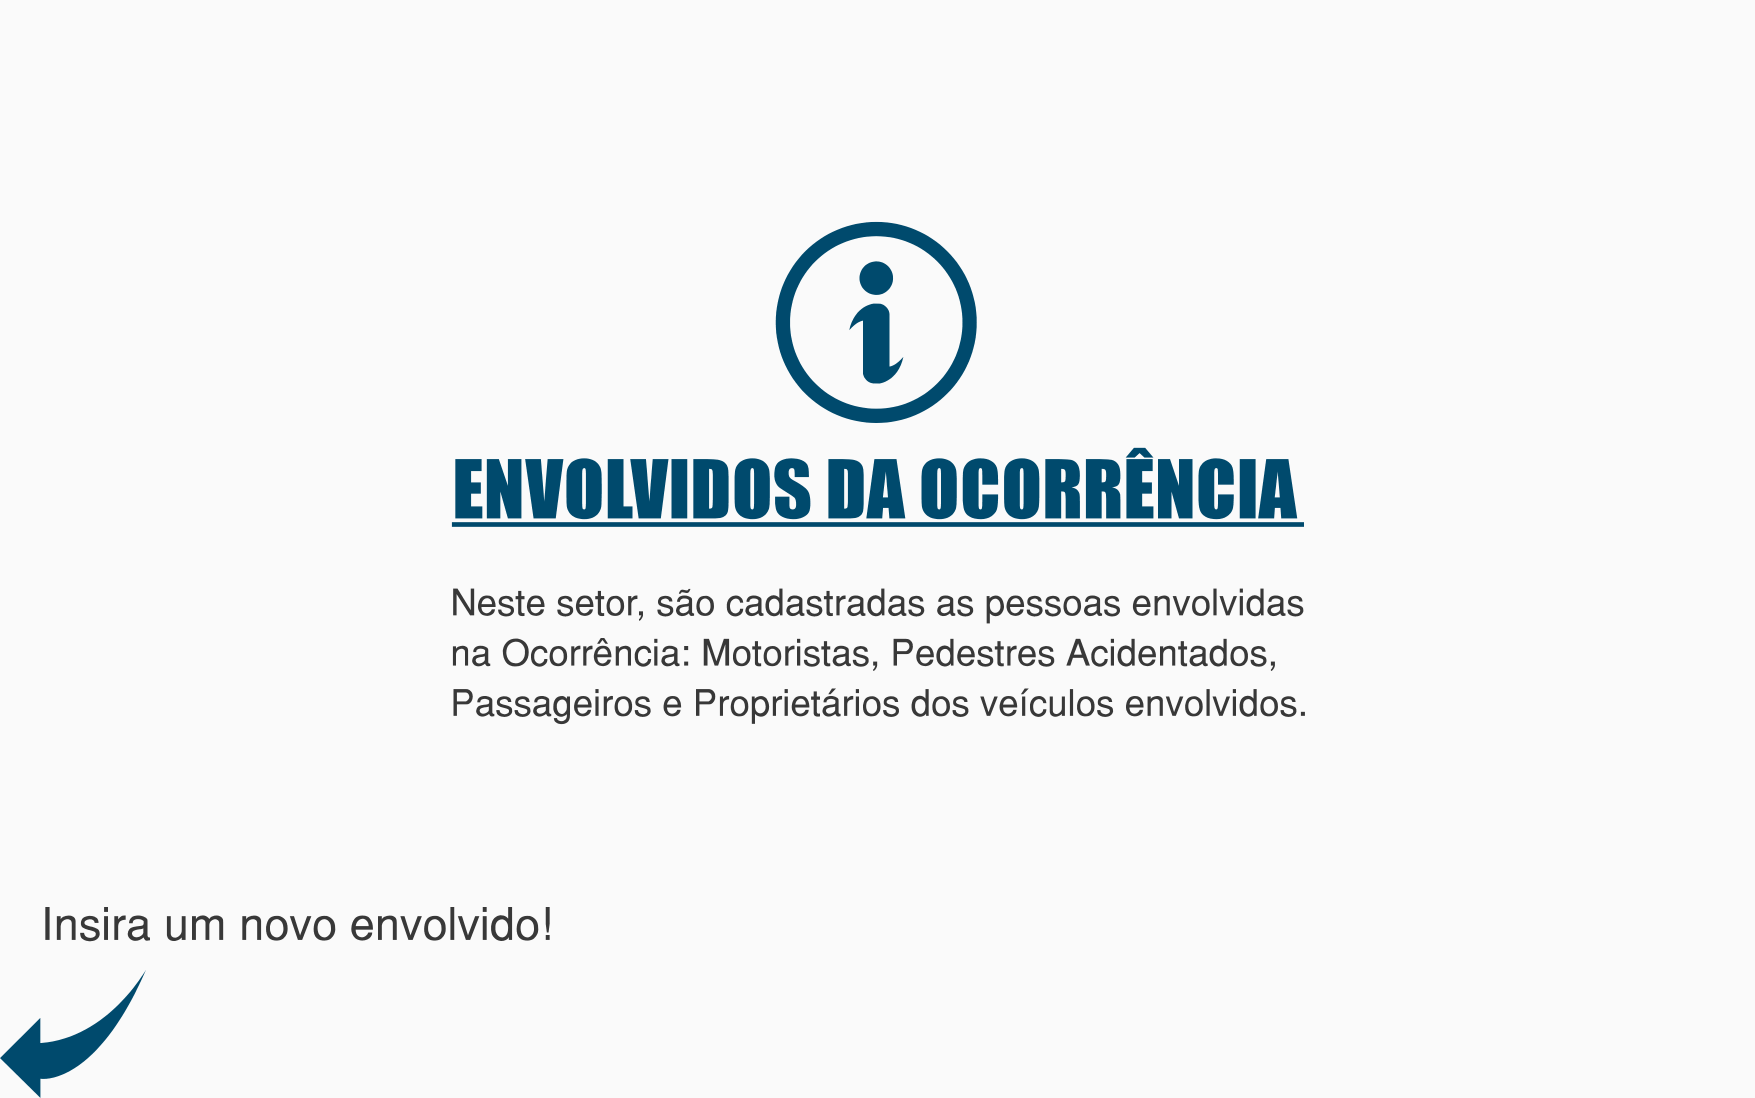 ENVOLVIDOS DA OCORRÊNCIA
Neste setor, são cadastradas as pessoas envolvidas
na Ocorrência: Motoristas, Pedestres Acidentados,
Passageiros e Proprietários dos veículos envolvidos.
Insira um novo envolvido!